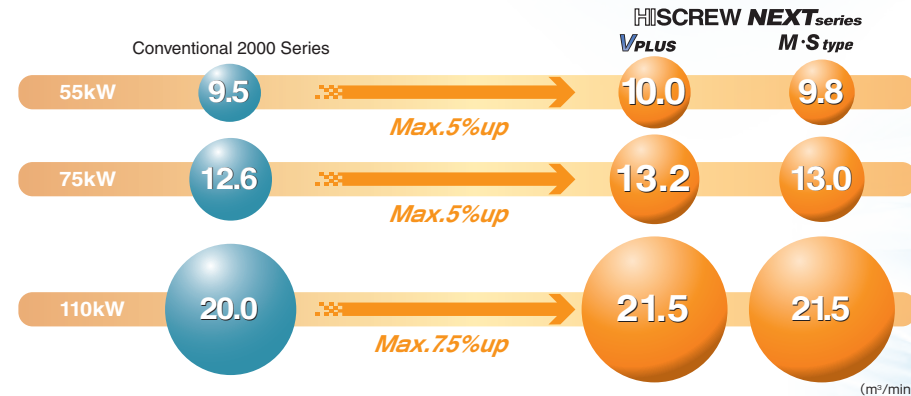 HISCREW NEXT series
Conventional 2000 Series
VPLUS
M·S type
55kW 9.5 10.0 9.8
Max.5%up
75kW 12.6 13.2 13.0
Max.5%up
110kW 20.0 21.5 21.5
Max.7.5%up
(m³/min